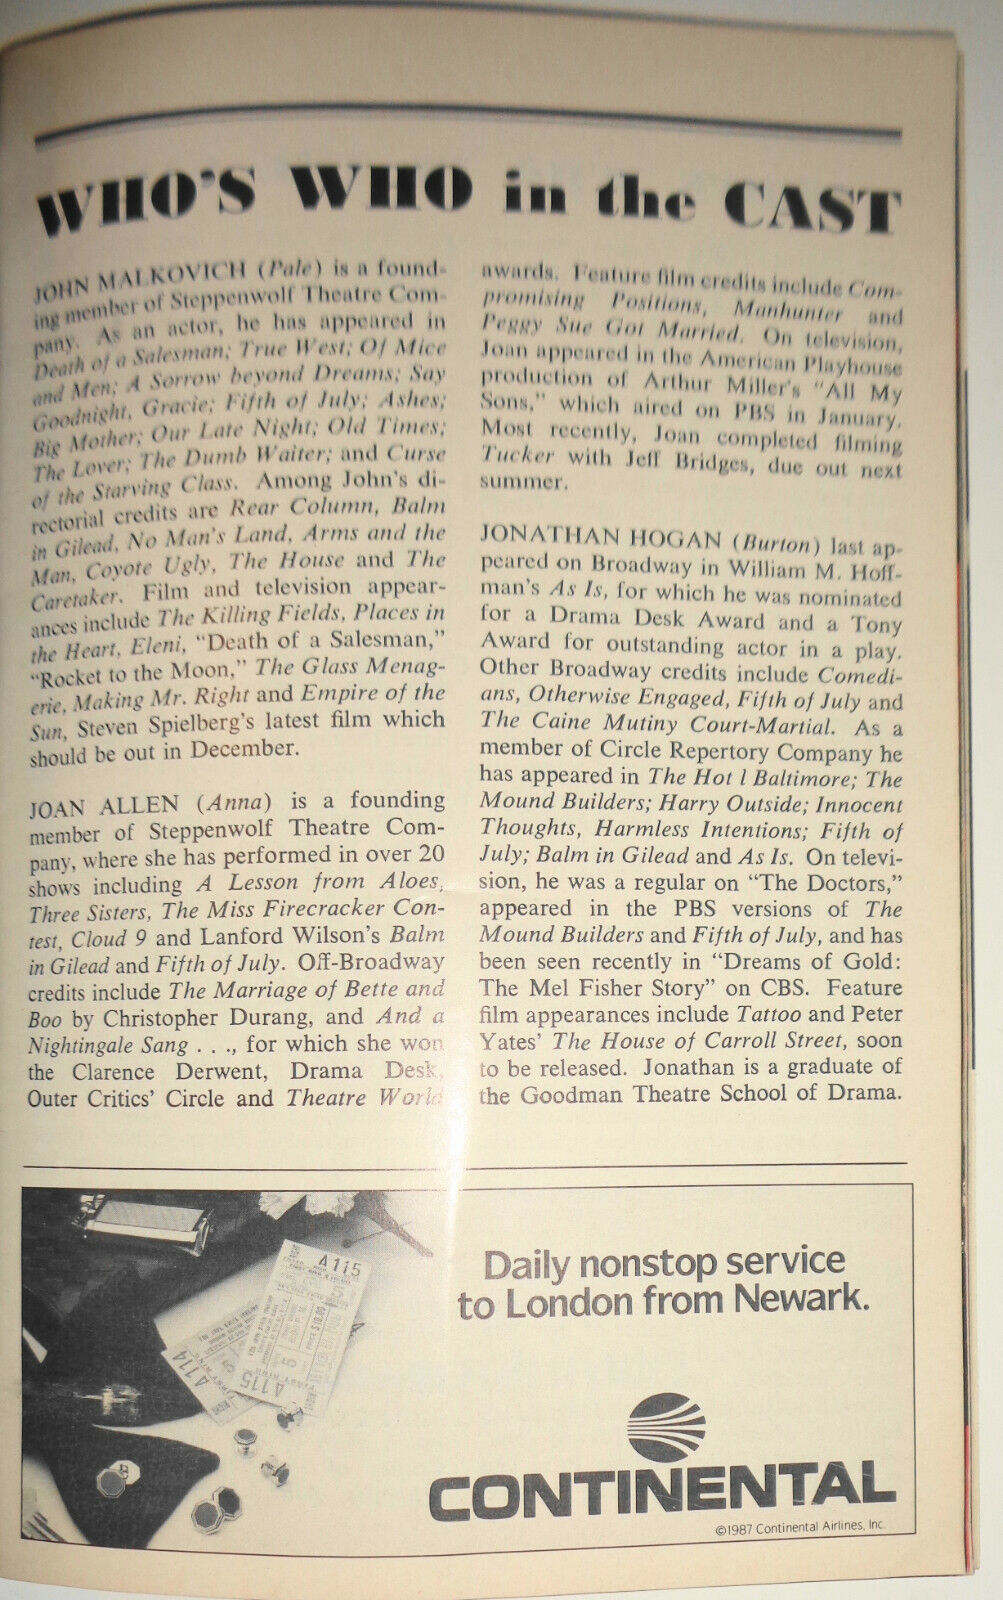 WHO'S WHO in the CAST
JOHN MALKOVICH (Pale) is a found-
ing member of Steppenwolf Theatre Com-
pany. As an actor, he has appeared in
Death of a Salesman; True West; Of Mice
and Men; A Sorrow beyond Dreams; Say
Goodnight, Gracie; Fifth of July; Ashes;
Big Mother; Our Late Night; Old Times;
The Lover; The Dumb Waiter; and Curse
of the Starving Class. Among John's di-
rectorial credits are Rear Column, Balm
in Gilead, No Man's Land, Arms and the
Man, Coyote Ugly, The House and The
Caretaker. Film and television appear-
ances include The Killing Fields, Places in
the Heart, Eleni, "Death of a Salesman,"
"Rocket to the Moon," The Glass Menag-
erie, Making Mr. Right and Empire of the
Sun, Steven Spielberg's latest film which
should be out in December.
JOAN ALLEN (Anna) is a founding
member of Steppenwolf Theatre Com-
pany, where she has performed in over 20
shows including A Lesson from Aloes,
Three Sisters, The Miss Firecracker Con-
test, Cloud 9 and Lanford Wilson's Balm
in Gilead and Fifth of July. Off-Broadway
credits include The Marriage of Bette and
Boo by Christopher Durang, and And a
Nightingale Sang . . ., for which she won
the Clarence Derwent, Drama Desk,
Outer Critics' Circle and Theatre World
awards. Feature film credits include Com-
promising Positions, Manhunter and
Peggy Sue Got Married. On television,
Joan appeared in the American Playhouse
production of Arthur Miller's "All My
Sons," which aired on PBS in January.
Most recently, Joan completed filming
Tucker with Jeff Bridges, due out next
summer.
JONATHAN HOGAN (Burton) last ap-
peared on Broadway in William M. Hoff-
man's As Is, for which he was nominated
for a Drama Desk Award and a Tony
Award for outstanding actor in a play.
Other Broadway credits include Comedi-
ans, Otherwise Engaged, Fifth of July and
The Caine Mutiny Court-Martial. As a
member of Circle Repertory Company he
has appeared in The Hot l Baltimore; The
Mound Builders; Harry Outside; Innocent
Thoughts, Harmless Intentions; Fifth of
July; Balm in Gilead and As Is. On televi-
sion, he was a regular on "The Doctors,"
appeared in the PBS versions of The
Mound Builders and Fifth of July, and has
been seen recently in "Dreams of Gold:
The Mel Fisher Story" on CBS. Feature
film appearances include Tattoo and Peter
Yates' The House of Carroll Street, soon
to be released. Jonathan is a graduate of
the Goodman Theatre School of Drama.
A 115
A 115
A 114
Daily nonstop service
to London from Newark.
CONTINENTAL
©1987 Continental Airlines, Inc.